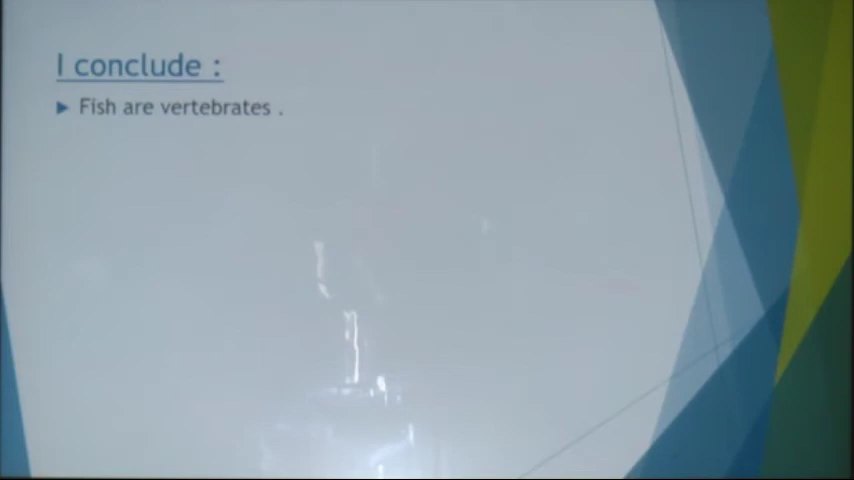 I conclude :
Fish are vertebrates .